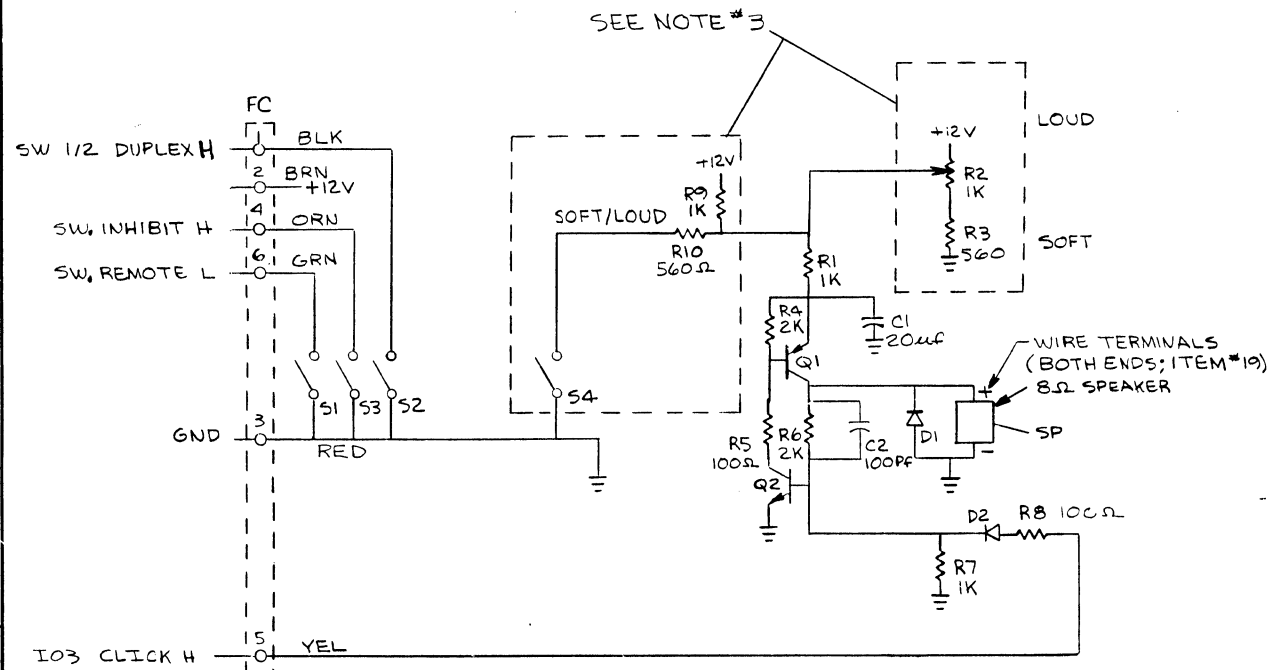 SEE NOTE #3
FC
SW 1/2 DUPLEX H
1
BLK
2
BRN
+12V
4
SW. INHIBIT H
ORN
6
SW. REMOTE L
GRN
S1
S3
S2
3
GND
RED
+12V
R9
1K
SOFT/LOUD
R10
560Ω
S4
LOUD
+12V
R2
1K
R3
560
SOFT
R1
1K
R4
2K
C1
20uf
Q1
WIRE TERMINALS
(BOTH ENDS; ITEM #19)
8Ω SPEAKER
+
SP
-
R5
100Ω
R6
2K
C2
100Pf
D1
Q2
D2
R8 100Ω
R7
1K
5
IO3 CLICK H
YEL